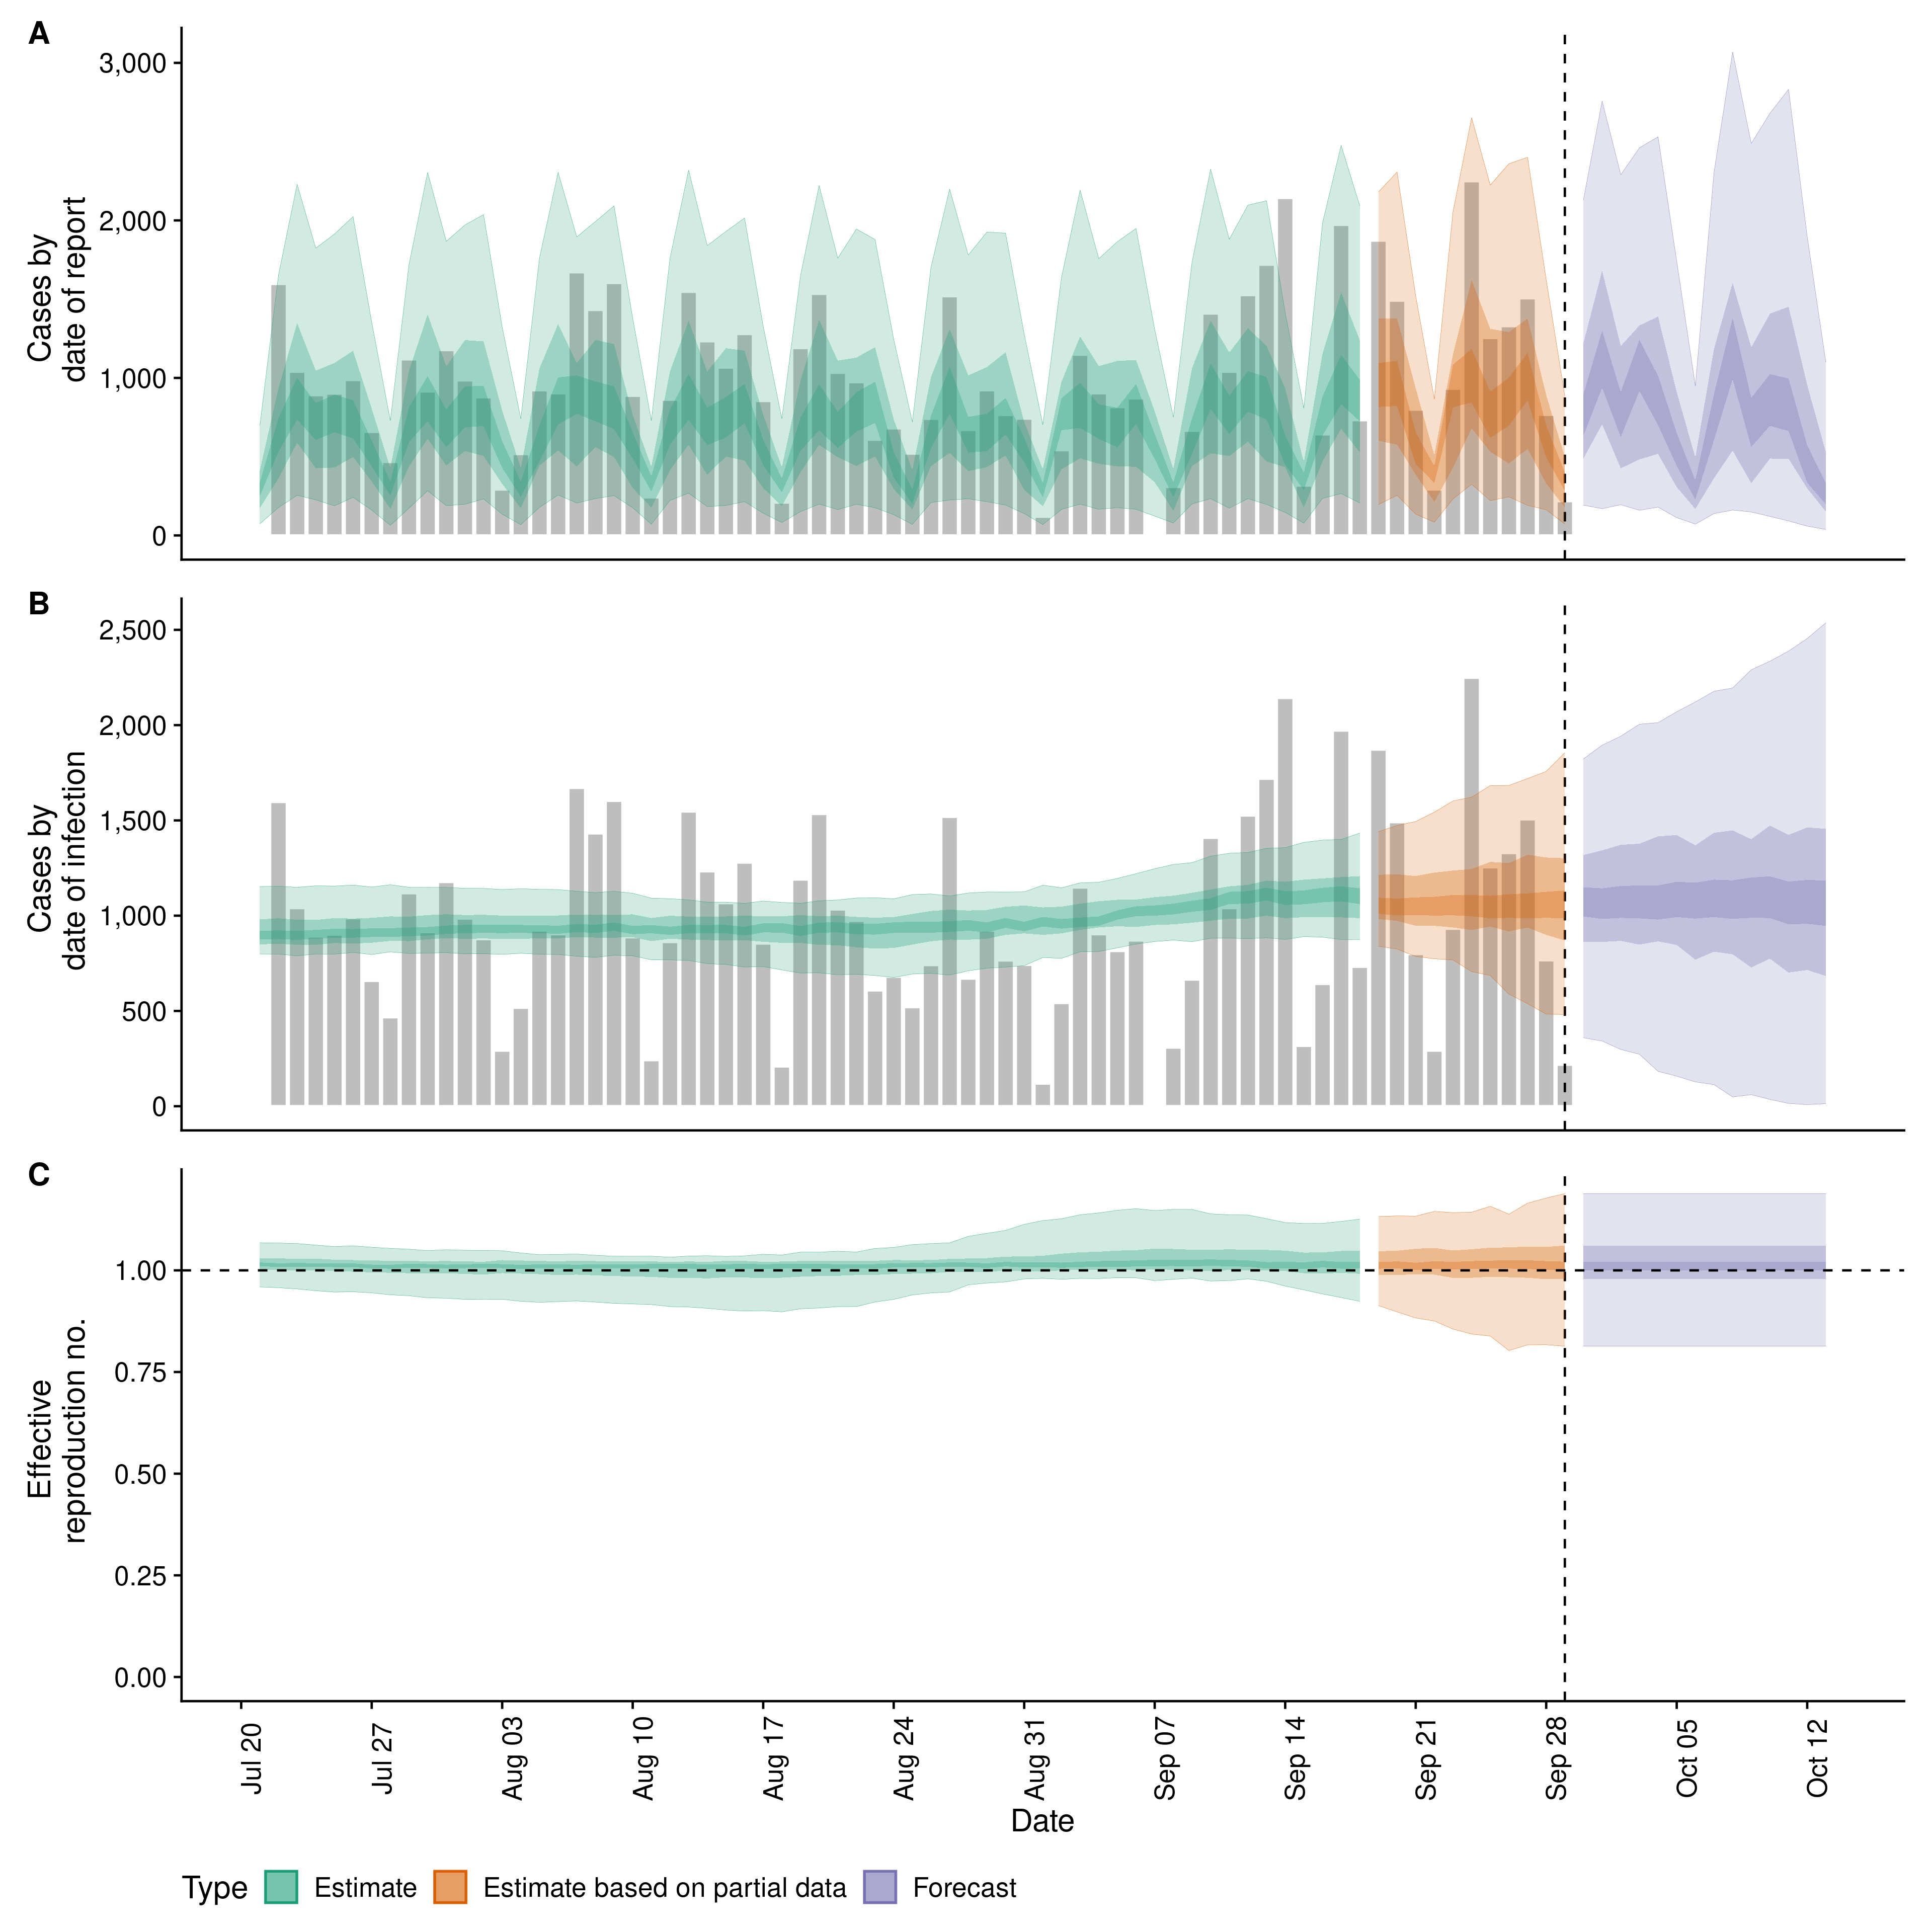 A
3,000
2,000
1,000
0
Cases by
date of report
B
2,500
2,000
1,500
1,000
500
0
Cases by
date of infection
C
1.00
0.75
0.50
0.25
0.00
Effective
reproduction no.
Jul 20
Jul 27
Aug 03
Aug 10
Aug 17
Aug 24
Aug 31
Sep 07
Sep 14
Sep 21
Sep 28
Oct 05
Oct 12
Date
Type Estimate Estimate based on partial data Forecast